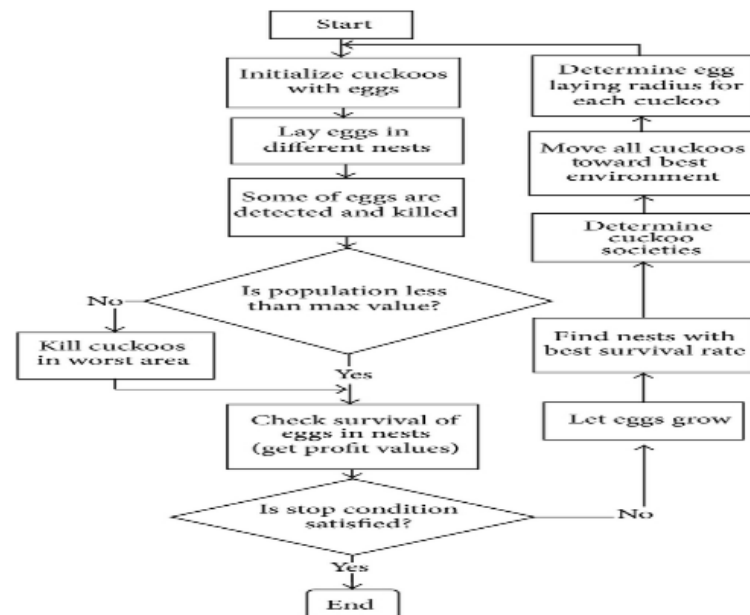 Start
Initialize cuckoos
with eggs
Lay eggs in
different nests
Some of eggs are
detected and killed
Is population less
than max value?
No
Kill cuckoos
in worst area
Yes
Check survival of
eggs in nests
(get profit values)
Is stop condition
satisfied?
Yes
End
No
Let eggs grow
Find nests with
best survival rate
Determine
cuckoo
societies
Move all cuckoos
toward best
environment
Determine egg
laying radius for
each cuckoo